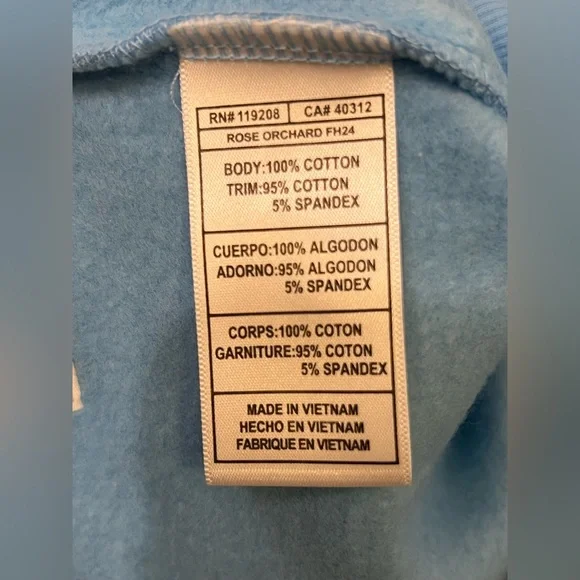 RN# 119208 CA# 40312
ROSE ORCHARD FH24
BODY:100% COTTON
TRIM:95% COTTON
5% SPANDEX
CUERPO:100% ALGODON
ADORNO:95% ALGODON
5% SPANDEX
CORPS:100% COTON
GARNITURE:95% COTON
5% SPANDEX
MADE IN VIETNAM
HECHO EN VIETNAM
FABRIQUE EN VIETNAM